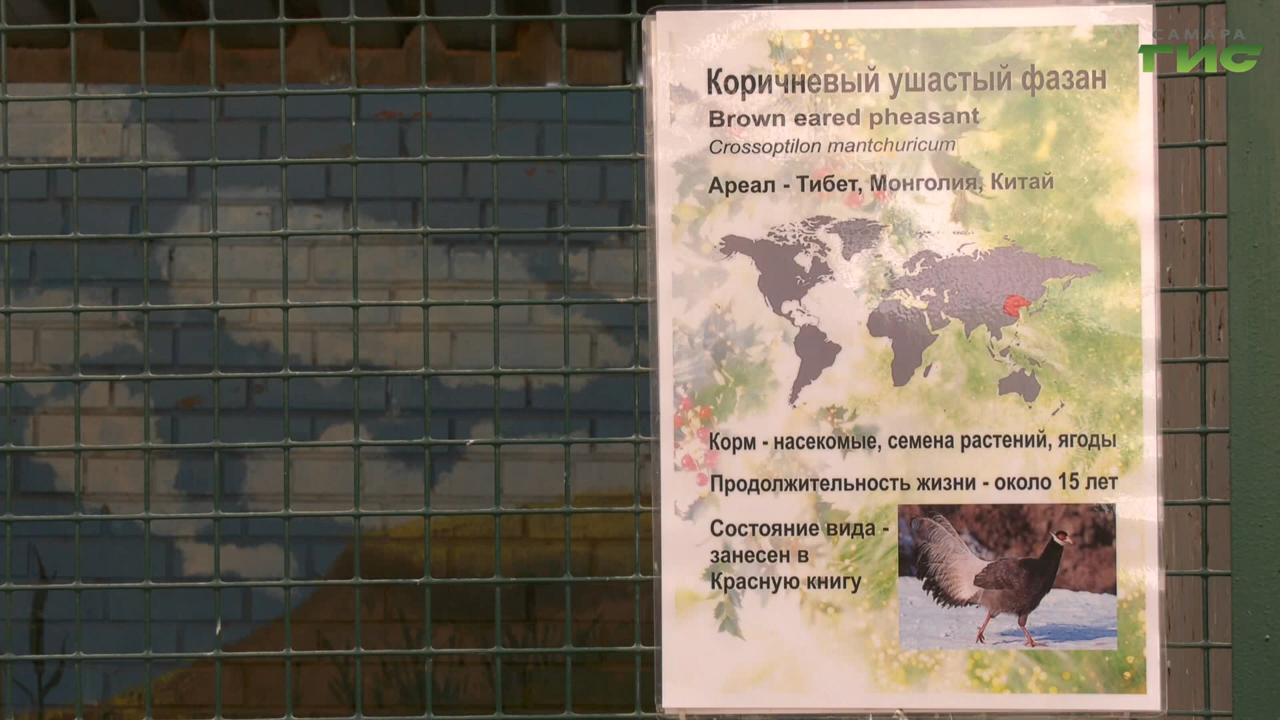 САМАРА
ГИС
Коричневый ушастый фазан
Brown eared pheasant
Crossoptilon mantchuricum
Ареал - Тибет, Монголия, Китай
Корм - насекомые, семена растений, ягоды
Продолжительность жизни - около 15 лет
Состояние вида -
занесен в
Красную книгу